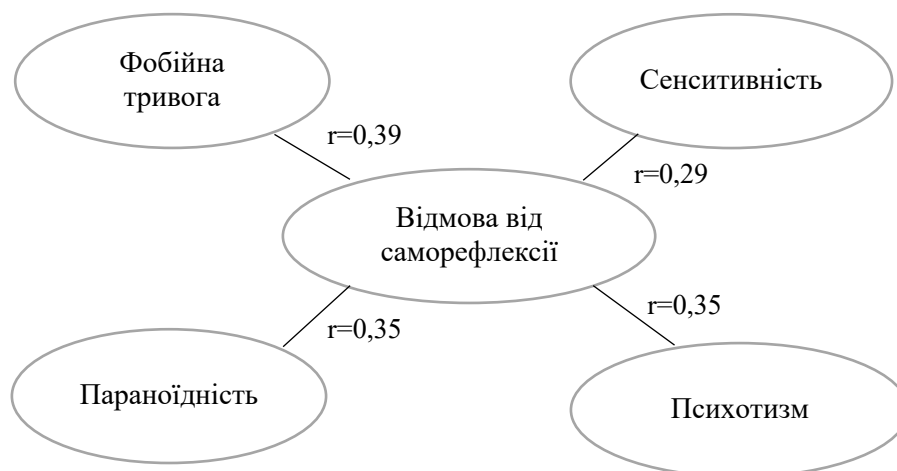 Фобійна
тривога
Сенситивність
r=0,39
r=0,29
Відмова від
саморефлексії
r=0,35
r=0,35
Параноїдність
Психотизм